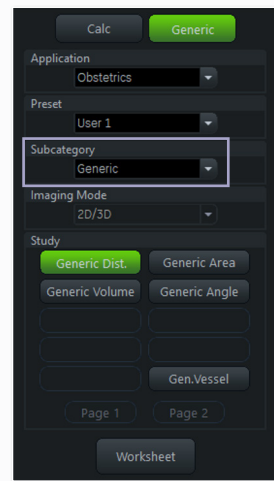 Calc Generic
Application
Obstetrics
Preset
User 1
Subcategory
Generic
Imaging Mode
2D/3D
Study
Generic Dist. Generic Area
Generic Volume Generic Angle
Gen.Vessel
Page 1 Page 2
Worksheet